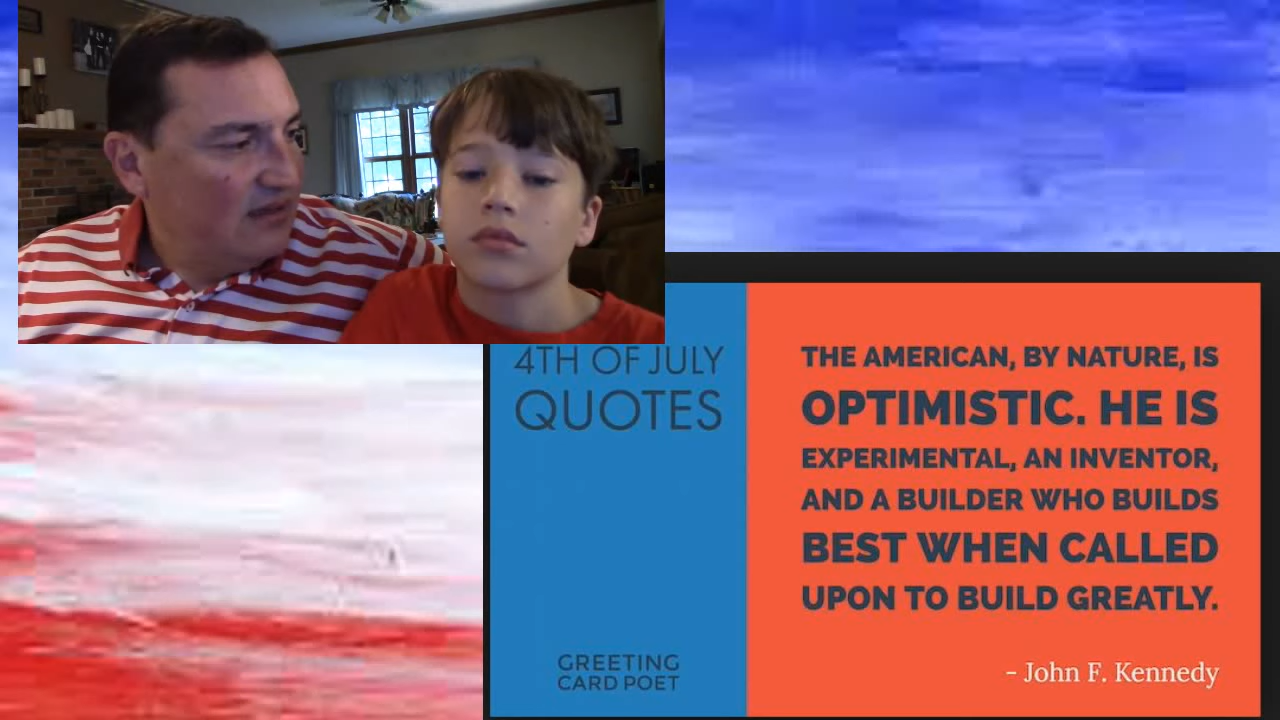 4TH OF JULY
QUOTES
GREETING
CARD POET
THE AMERICAN, BY NATURE, IS
OPTIMISTIC. HE IS
EXPERIMENTAL, AN INVENTOR,
AND A BUILDER WHO BUILDS
BEST WHEN CALLED
UPON TO BUILD GREATLY.
– John F. Kennedy